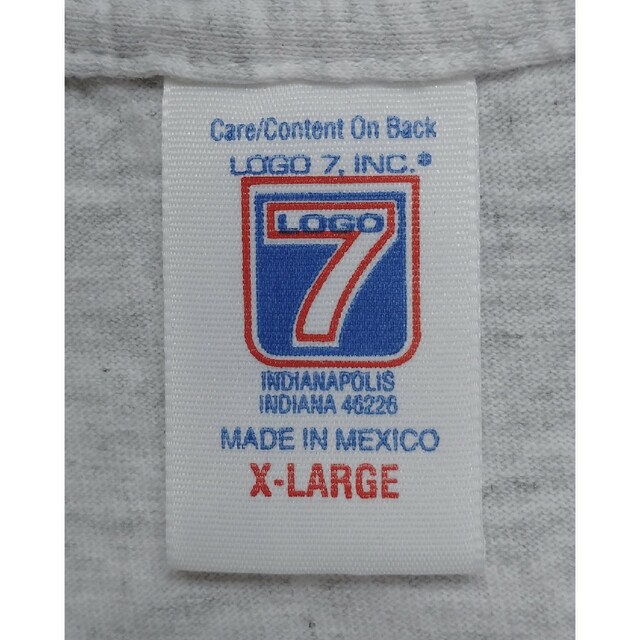 Care/Content On Back
LOGO 7, INC.®
LOGO
7
INDIANAPOLIS
INDIANA 46226
MADE IN MEXICO
X-LARGE